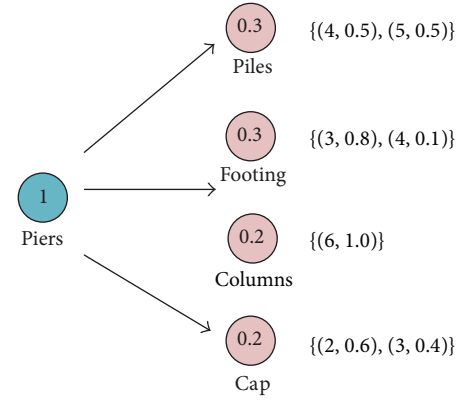 0.3 {(4, 0.5), (5, 0.5)}
Piles
0.3 {(3, 0.8), (4, 0.1)}
Footing
1
Piers
0.2 {(6, 1.0)}
Columns
0.2 {(2, 0.6), (3, 0.4)}
Cap